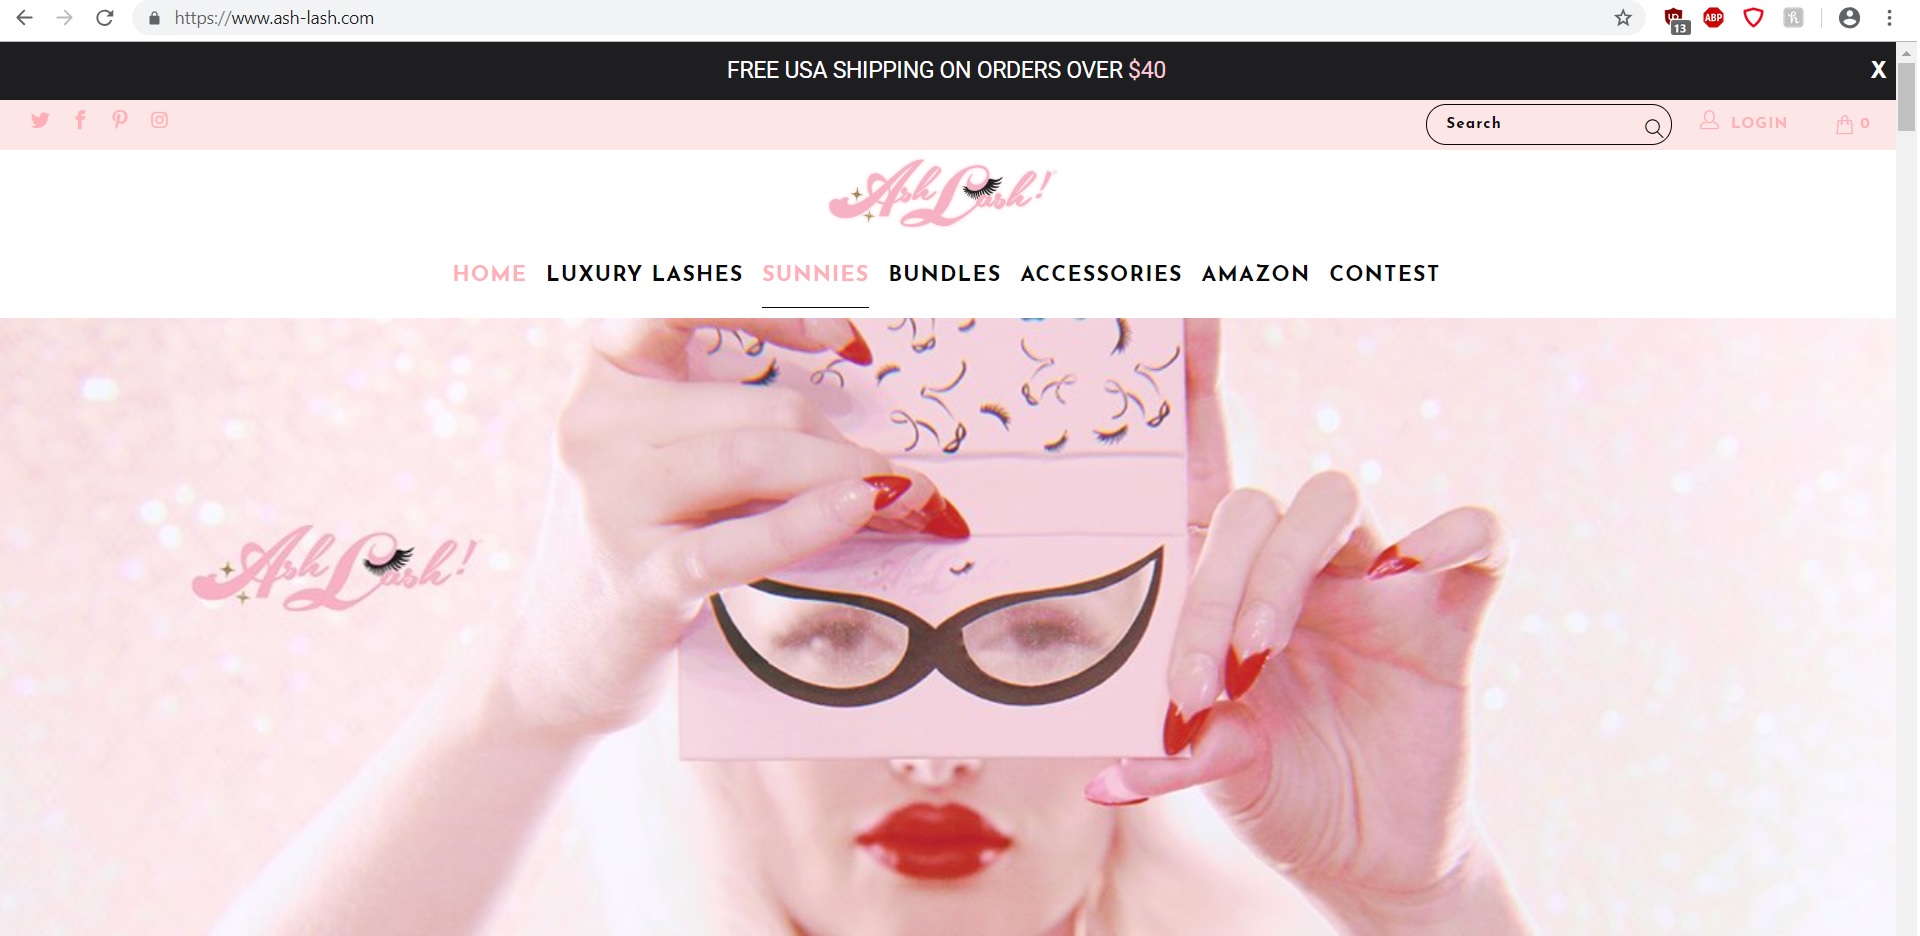 https://www.ash-lash.com
13
ABP
FREE USA SHIPPING ON ORDERS OVER $40
X
Search
LOGIN
0
Ash Lash!
HOME LUXURY LASHES SUNNIES BUNDLES ACCESSORIES AMAZON CONTEST
Ash Lash!